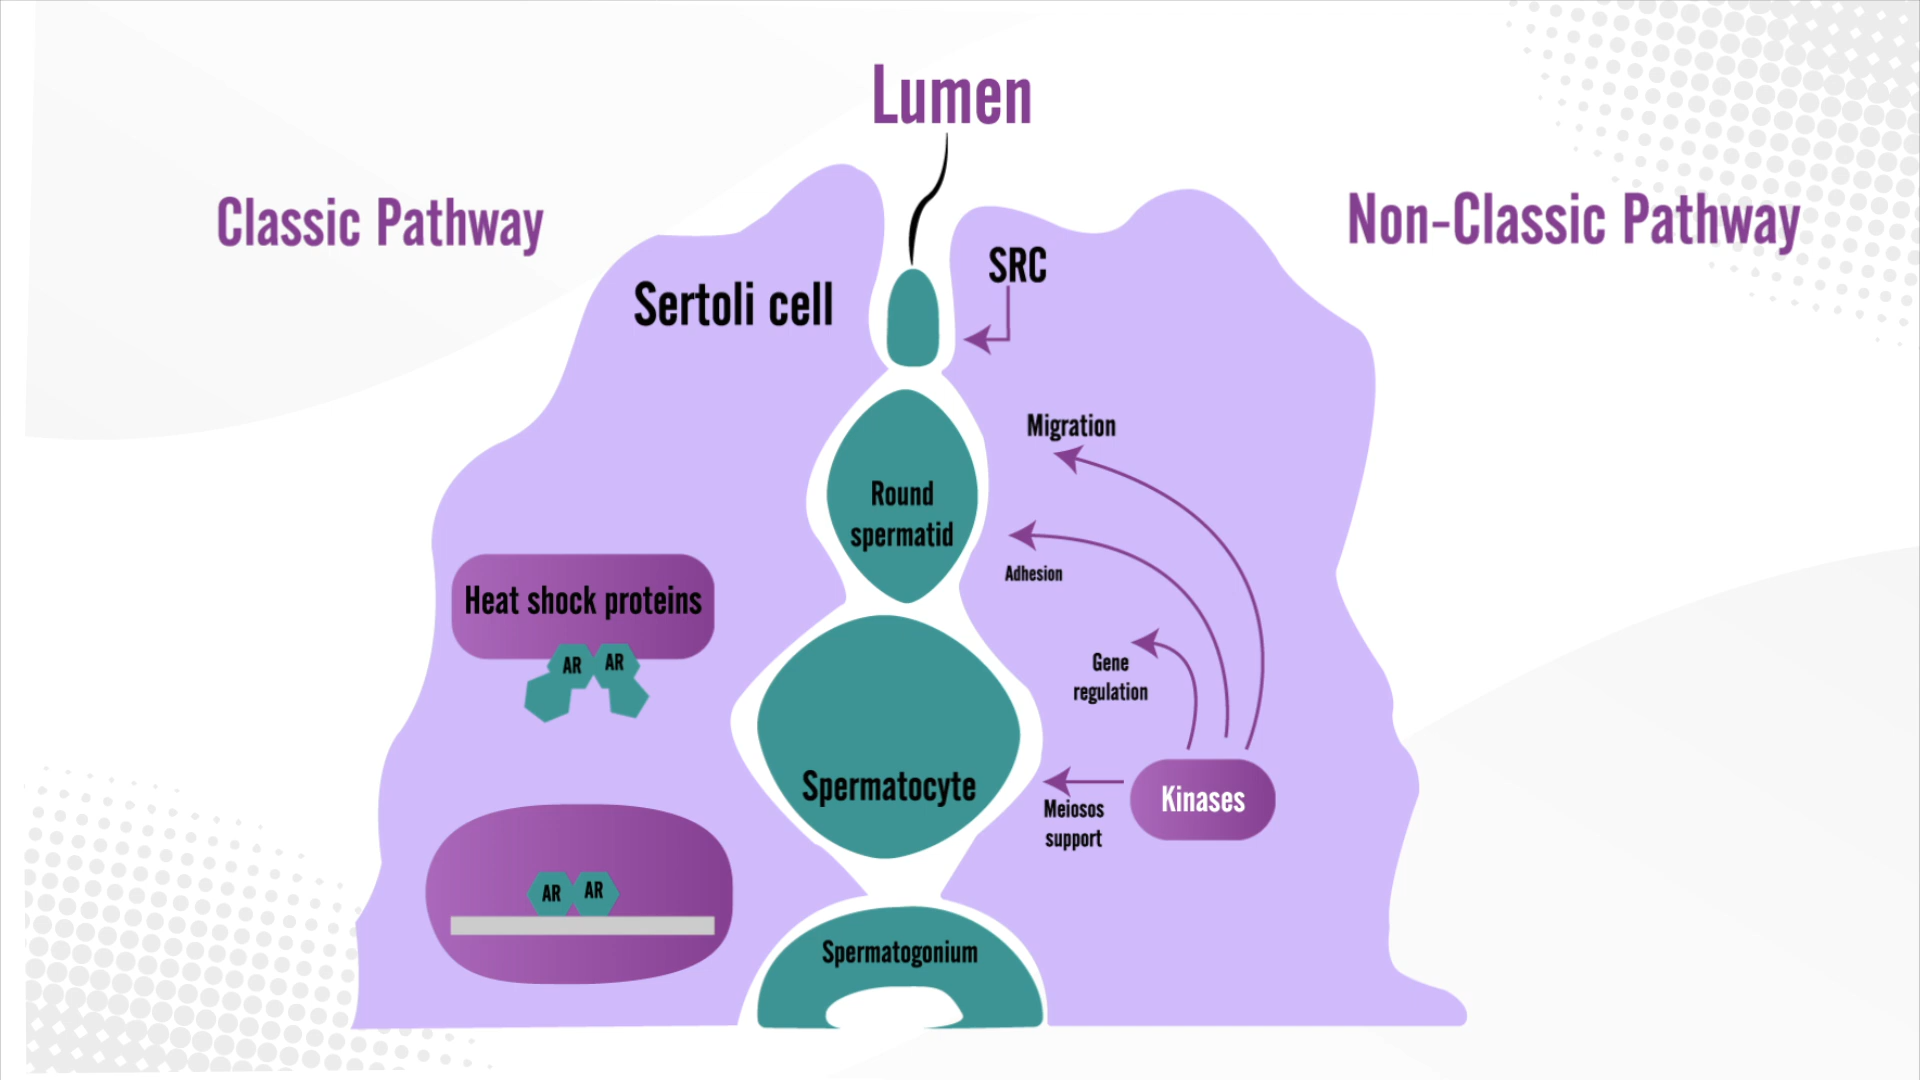 Lumen
Classic Pathway
Non-Classic Pathway
SRC
Sertoli cell
Migration
Round
spermatid
Adhesion
Heat shock proteins
AR AR
Gene
regulation
Spermatocyte
Kinases
Meiosos
support
AR AR
Spermatogonium